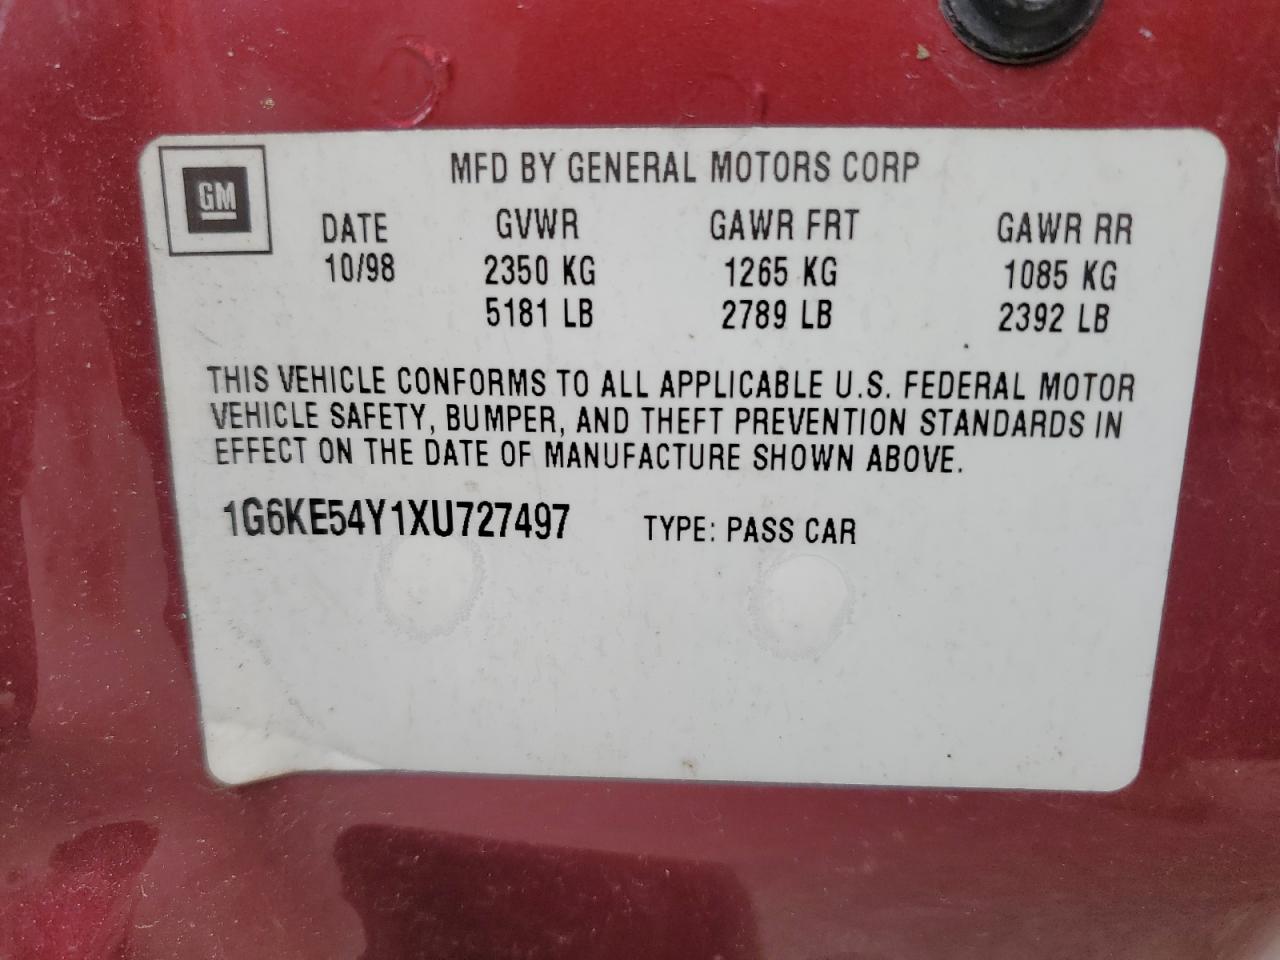 GM
MFD BY GENERAL MOTORS CORP
DATE GVWR GAWR FRT GAWR RR
10/98 2350 KG 1265 KG 1085 KG
5181 LB 2789 LB 2392 LB
THIS VEHICLE CONFORMS TO ALL APPLICABLE U.S. FEDERAL MOTOR
VEHICLE SAFETY, BUMPER, AND THEFT PREVENTION STANDARDS IN
EFFECT ON THE DATE OF MANUFACTURE SHOWN ABOVE.
1G6KE54Y1XU727497 TYPE: PASS CAR